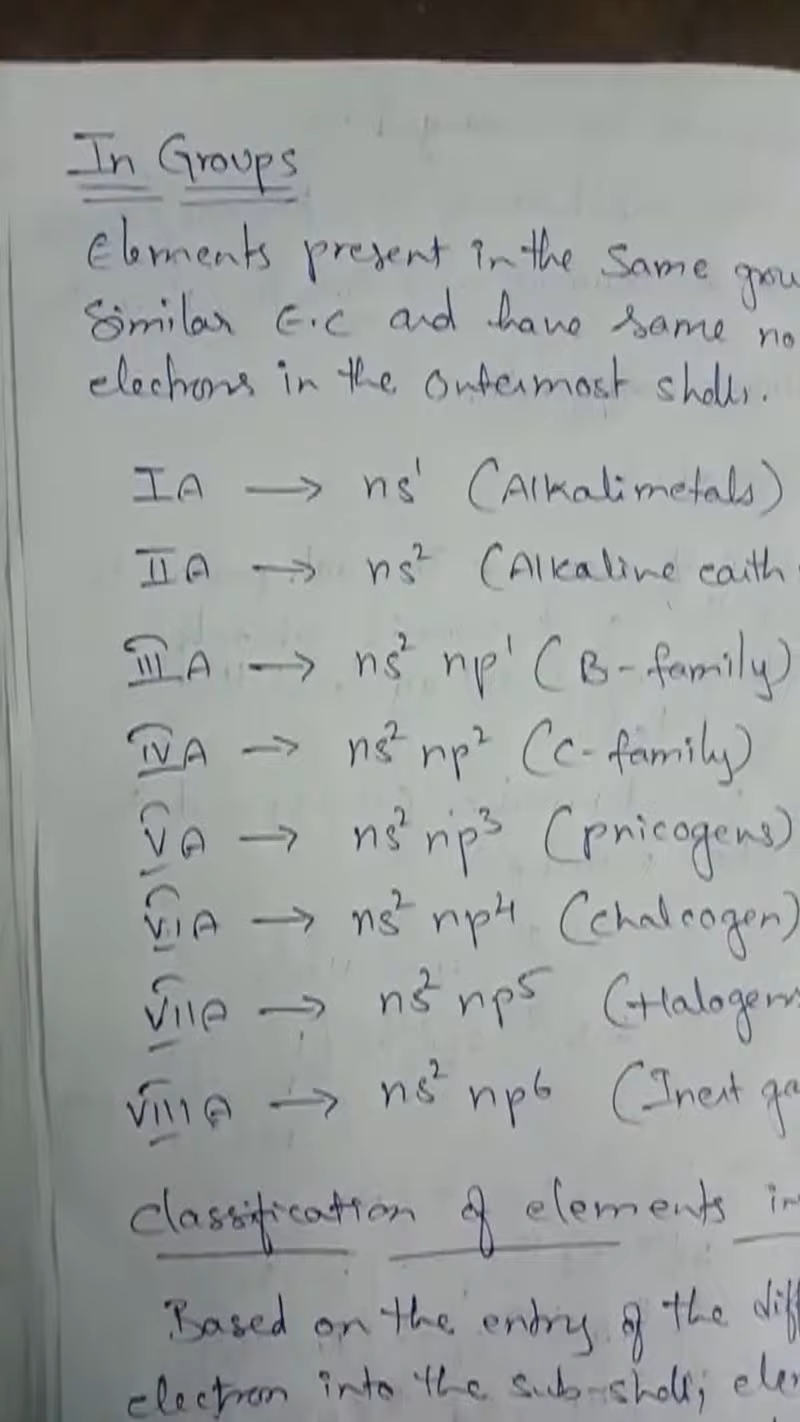 In Groups
Elements present in the same grou
Similar E.C and have same no
electrons in the outermost shells.
IA → ns¹ (Alkalimetals)
IIA → ns² (Alkaline earth
IIIA → ns² np¹ (B-family)
IVA → ns² np² (C-family)
VA → ns² np³ (pnicogens)
VIA → ns² np⁴ (chalcogen)
VIIA → ns² np⁵ (Halogens
VIIIA → ns² np⁶ (Inert ga
Classification of elements in
Based on the entry of the diff
electron into the sub-shell; ele